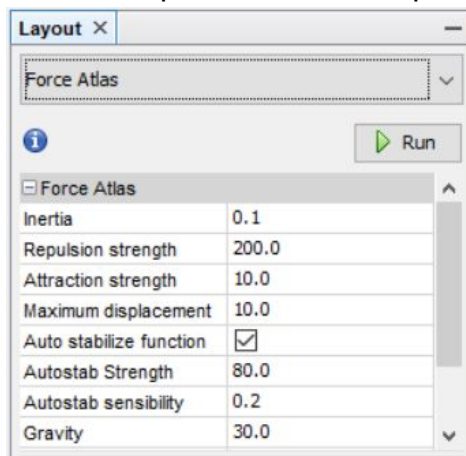 Layout
Force Atlas
Run
Force Atlas
Inertia 0.1
Repulsion strength 200.0
Attraction strength 10.0
Maximum displacement 10.0
Auto stabilize function
Autostab Strength 80.0
Autostab sensibility 0.2
Gravity 30.0